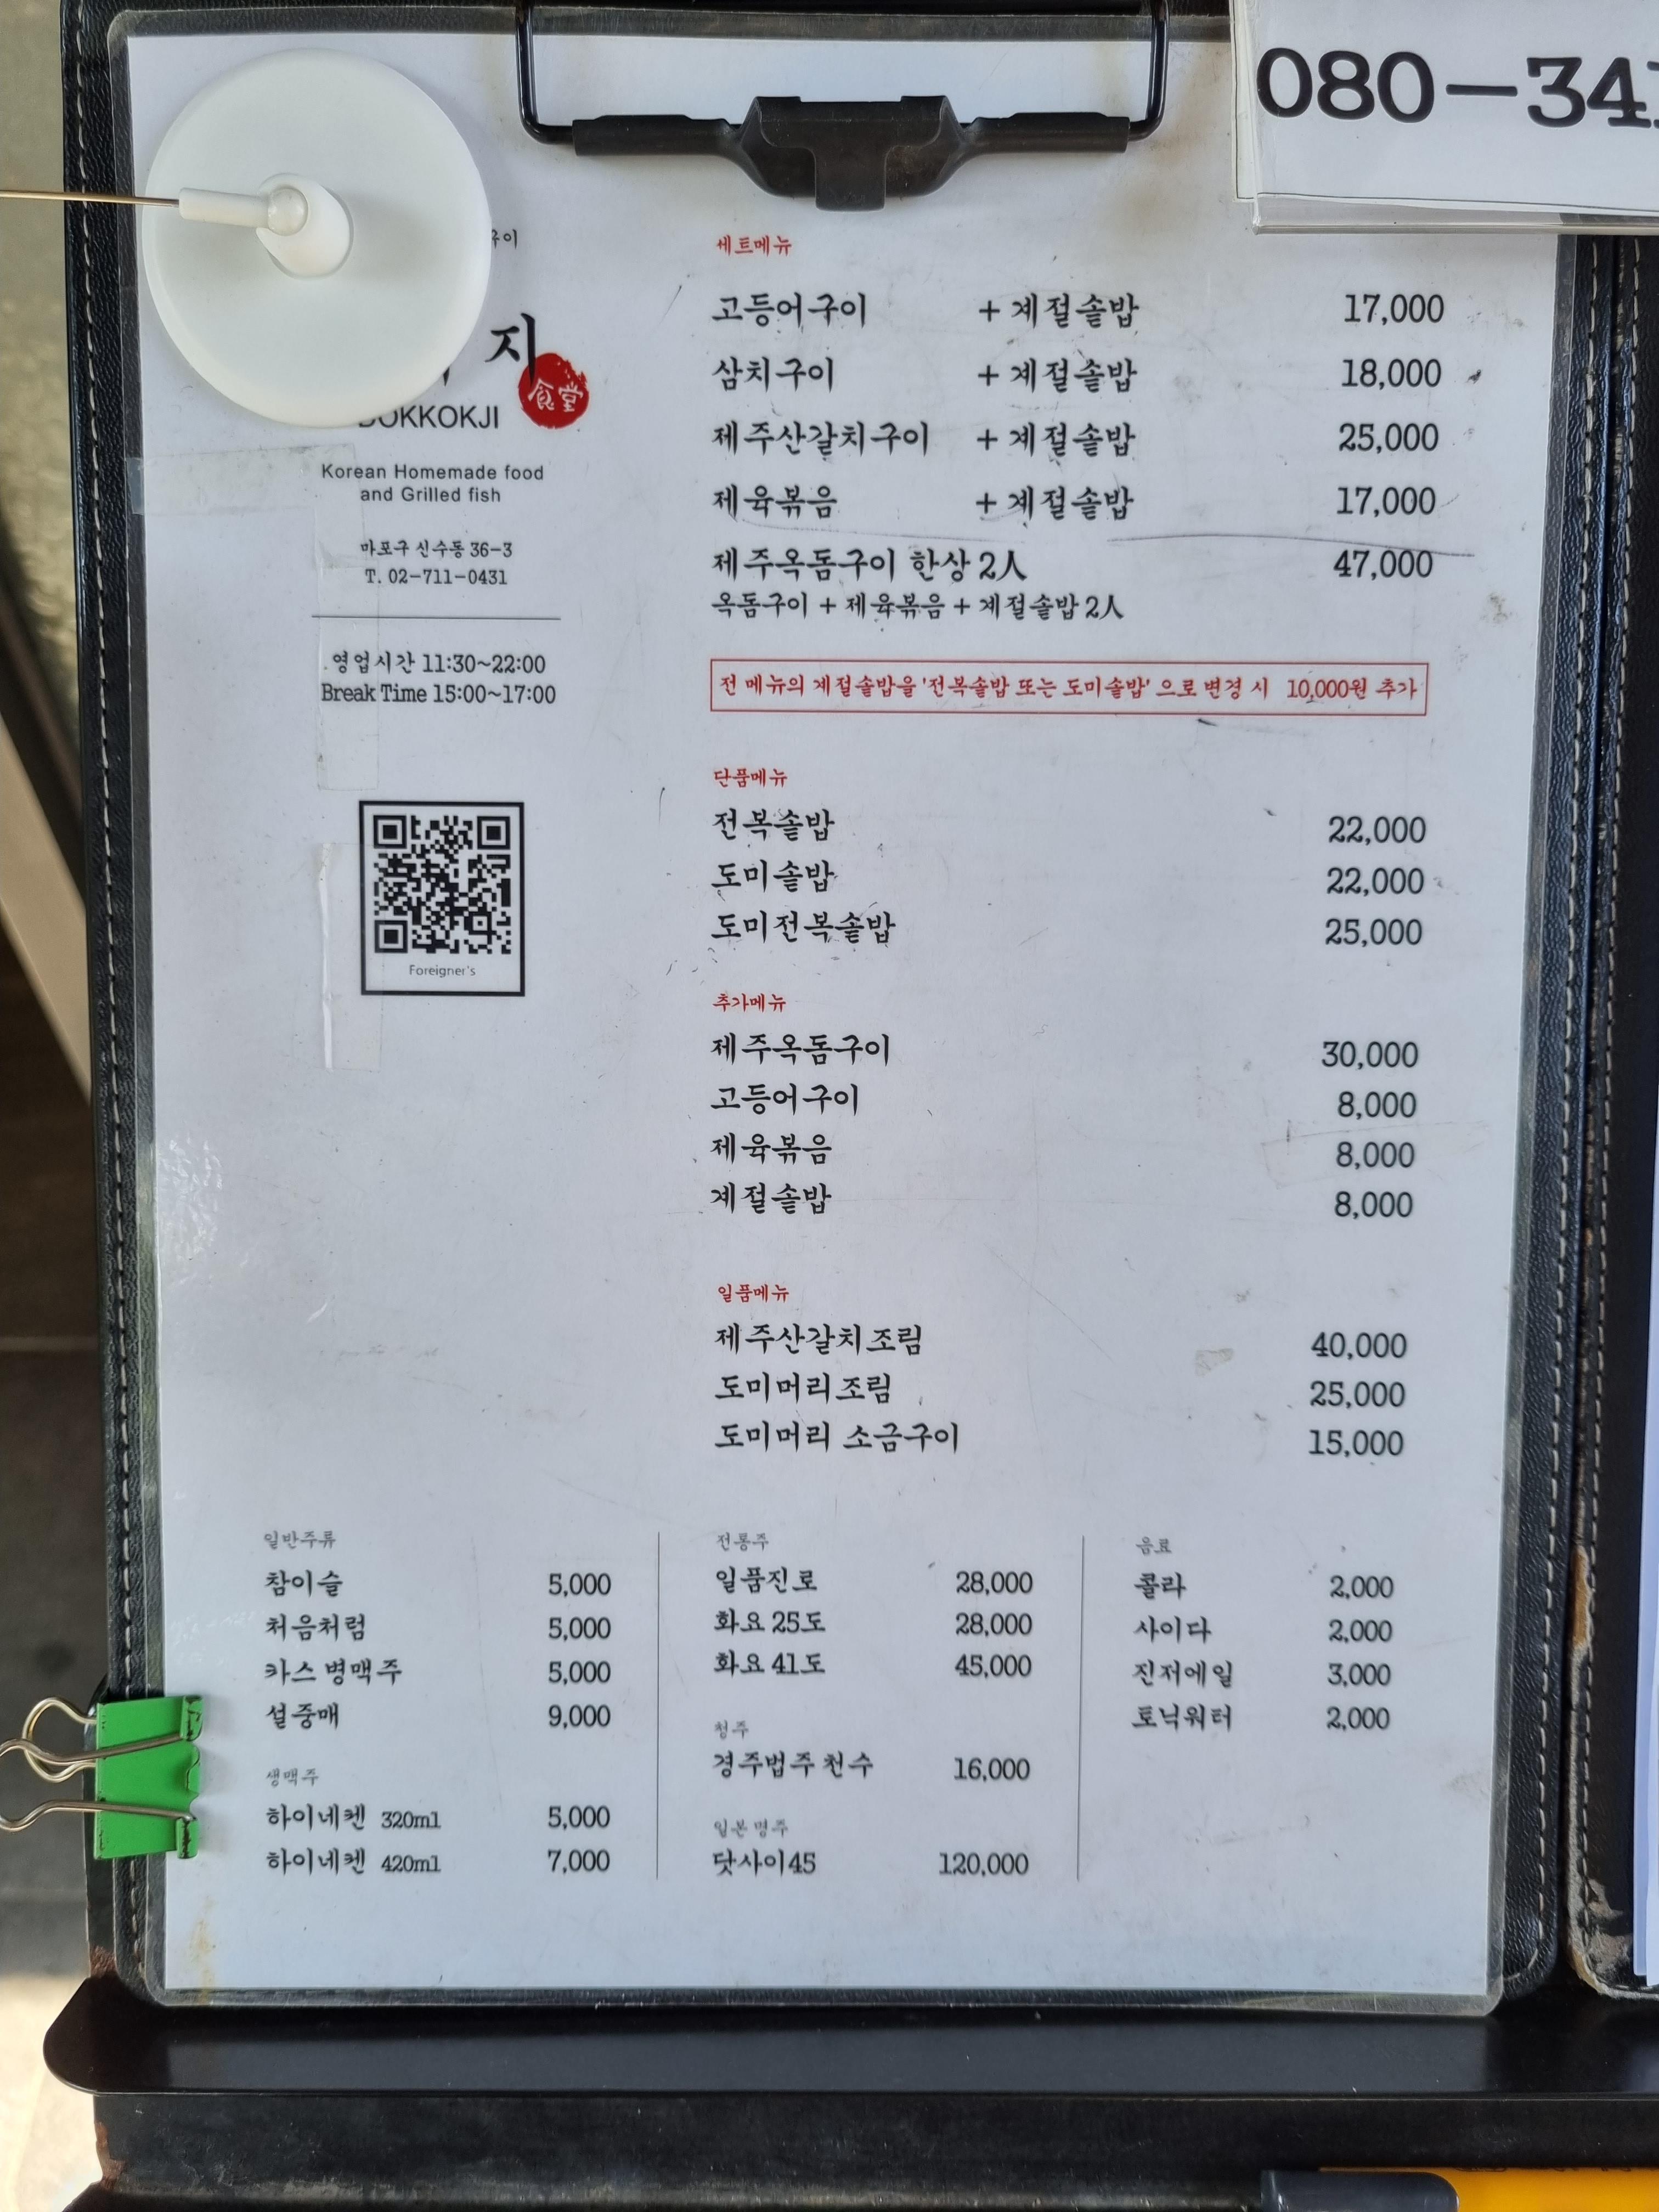 080-34
지
食堂
OKKOKJI
Korean Homemade food
and Grilled fish
마포구 신수동 36-3
T. 02-711-0431
영업시간 11:30~22:00
Break Time 15:00~17:00
Foreigner's
세트메뉴
고등어구이 + 계절솥밥 17,000
삼치구이 + 계절솥밥 18,000
제주산갈치구이 + 계절솥밥 25,000
제육볶음 + 계절솥밥 17,000
제주옥돔구이 한상 2人 47,000
옥돔구이 + 제육볶음 + 계절솥밥 2人
전 메뉴의 계절솥밥을 '전복솥밥 또는 도미솥밥' 으로 변경 시 10,000원 추가
단품메뉴
전복솥밥 22,000
도미솥밥 22,000
도미전복솥밥 25,000
추가메뉴
제주옥돔구이 30,000
고등어구이 8,000
제육볶음 8,000
계절솥밥 8,000
일품메뉴
제주산갈치조림 40,000
도미머리조림 25,000
도미머리 소금구이 15,000
일반주류
참이슬 5,000
처음처럼 5,000
카스 병맥주 5,000
설중매 9,000
생맥주
하이네켄 320ml 5,000
하이네켄 420ml 7,000
전통주
일품진로 28,000
화요 25도 28,000
화요 41도 45,000
청주
경주법주 천수 16,000
일본명주
닷사이45 120,000
음료
콜라 2,000
사이다 2,000
진저에일 3,000
토닉워터 2,000